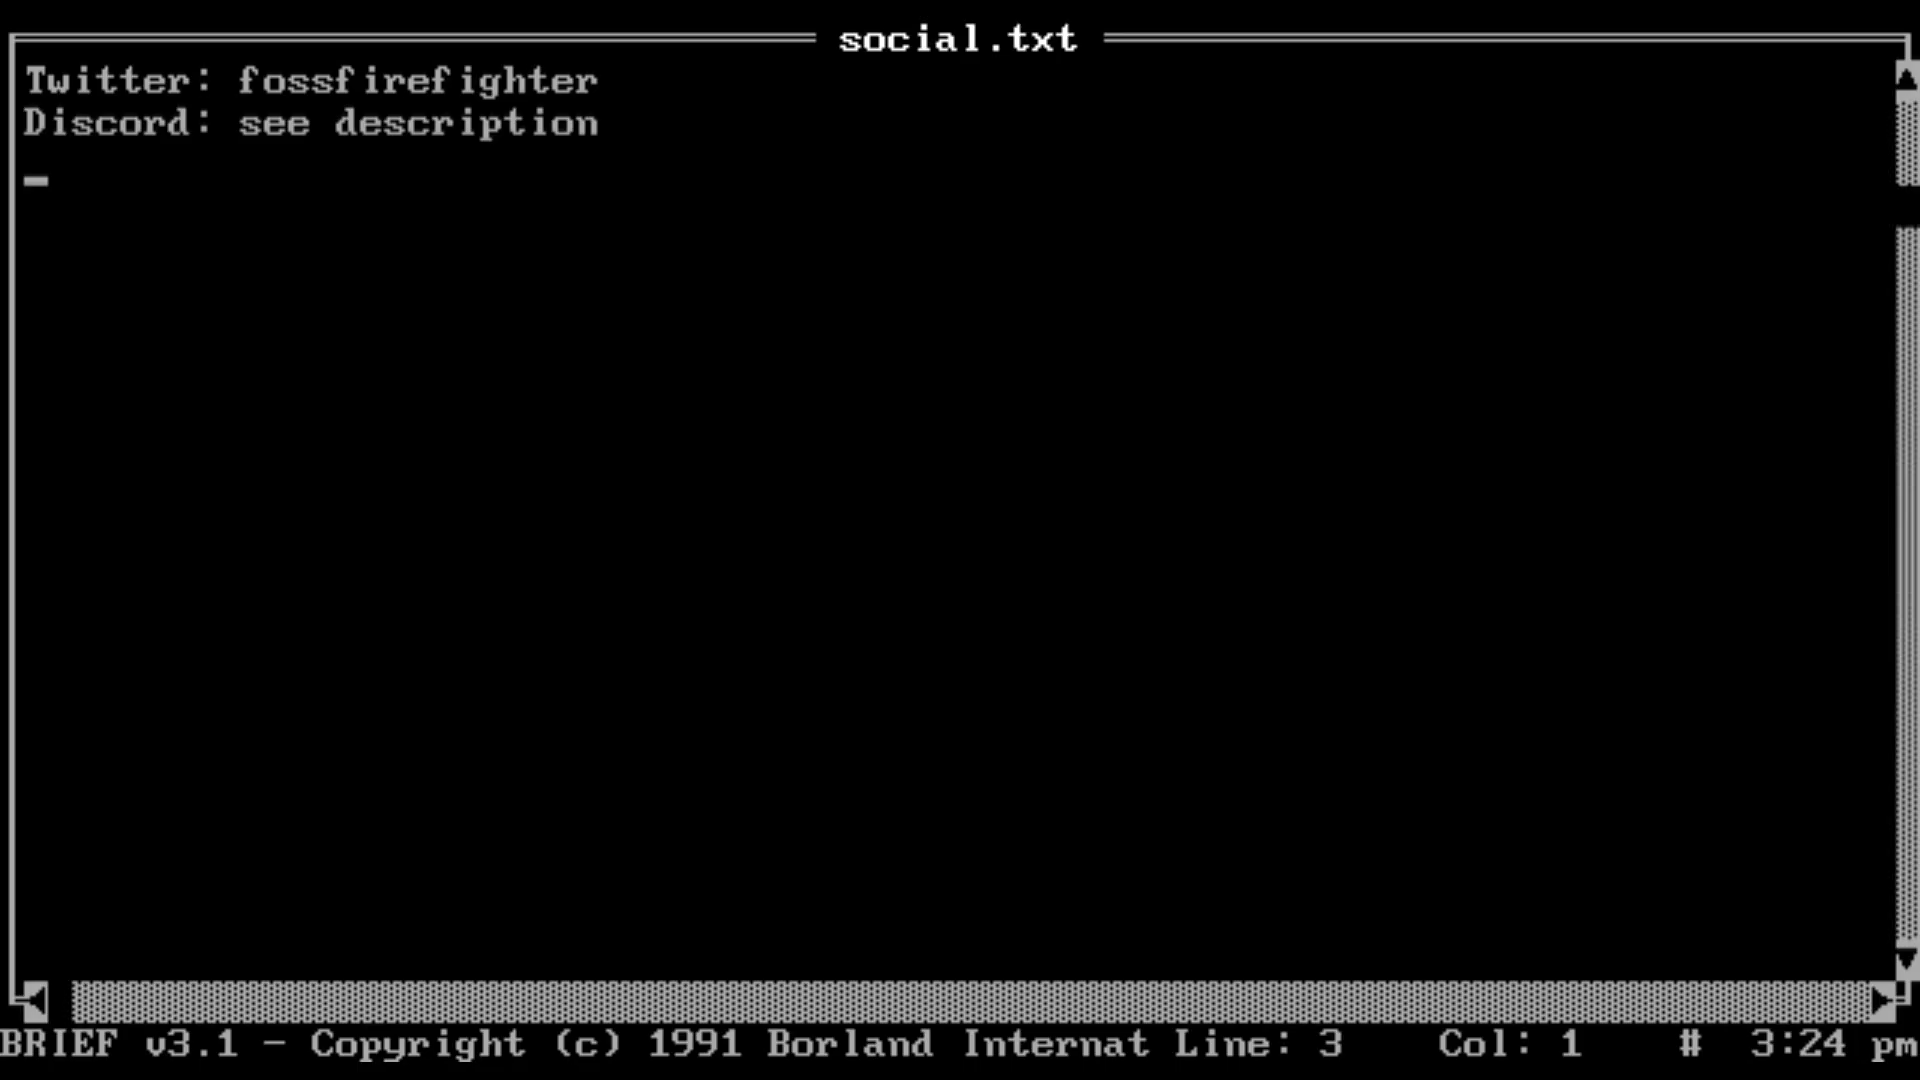 social.txt
Twitter: fossfirefighter
Discord: see description
BRIEF v3.1 - Copyright (c) 1991 Borland Internat Line: 3 Col: 1 # 3:24 pm